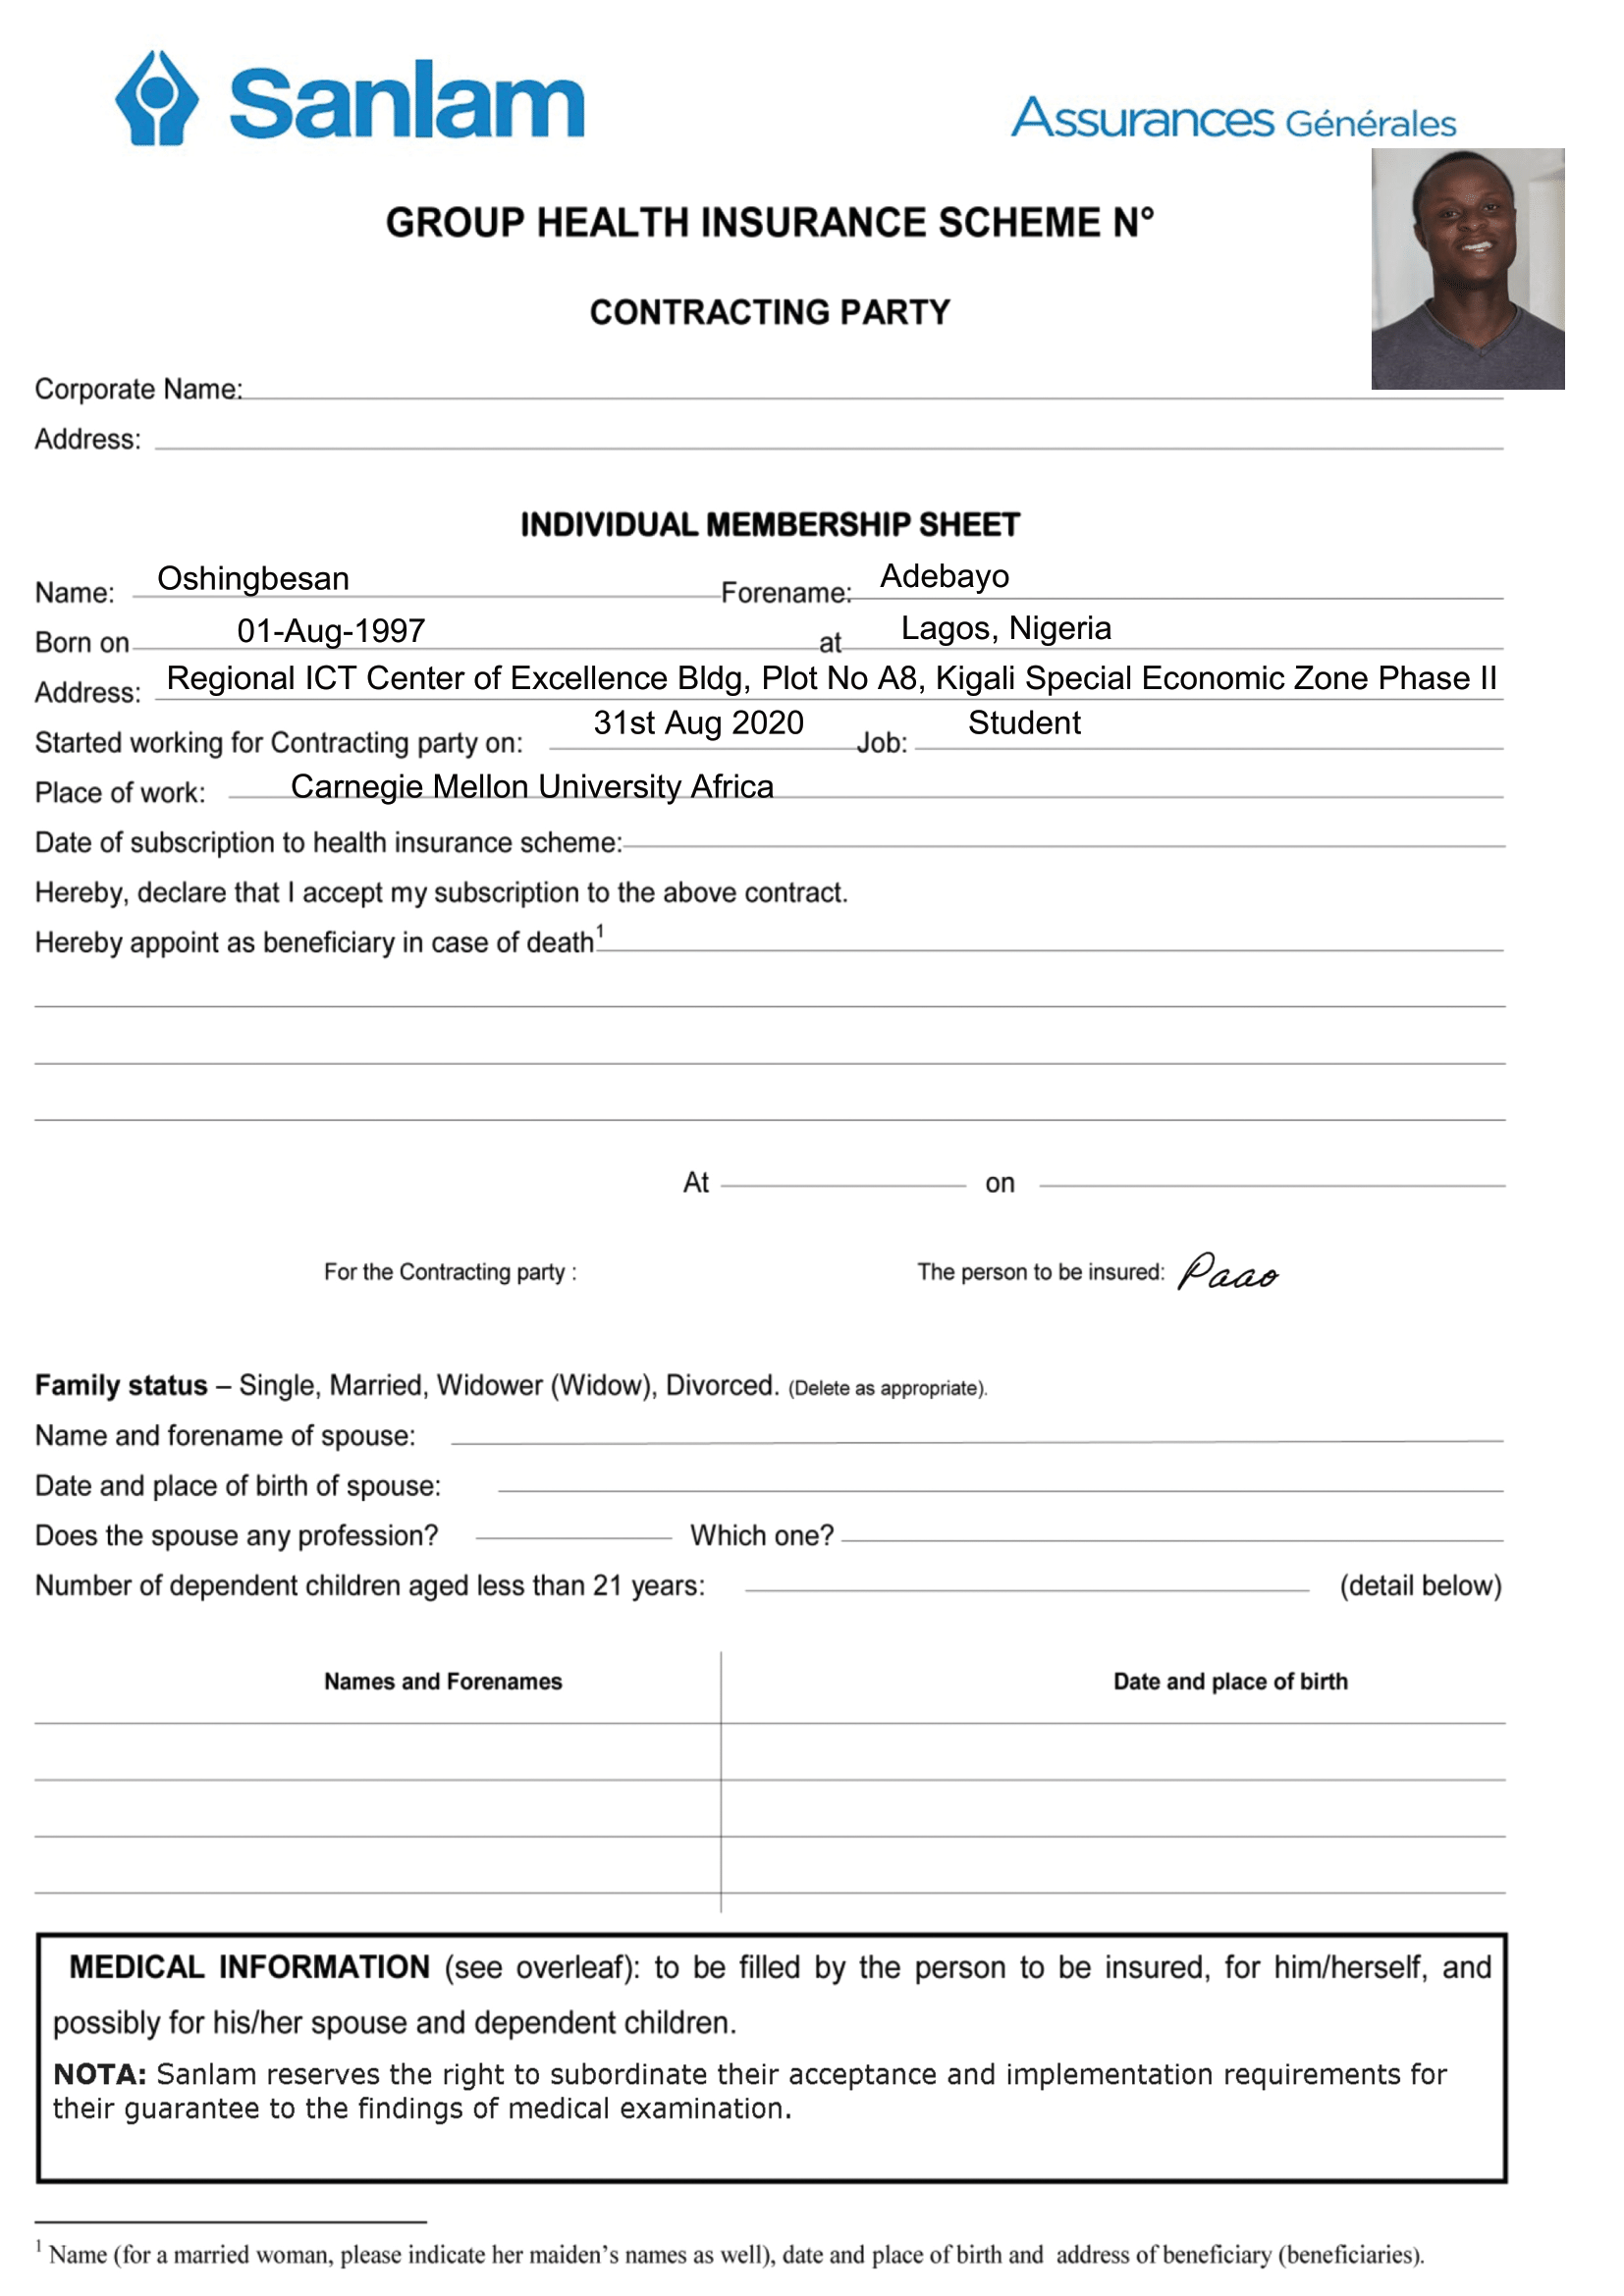 Sanlam
Assurances Générales
GROUP HEALTH INSURANCE SCHEME N°
CONTRACTING PARTY
Corporate Name:
Address:
INDIVIDUAL MEMBERSHIP SHEET
Name: Oshingbesan Forename: Adebayo
Born on 01-Aug-1997 at Lagos, Nigeria
Address: Regional ICT Center of Excellence Bldg, Plot No A8, Kigali Special Economic Zone Phase II
Started working for Contracting party on: 31st Aug 2020 Job: Student
Place of work: Carnegie Mellon University Africa
Date of subscription to health insurance scheme:
Hereby, declare that I accept my subscription to the above contract.
Hereby appoint as beneficiary in case of death1
At on
For the Contracting party : The person to be insured: Paao
Family status – Single, Married, Widower (Widow), Divorced. (Delete as appropriate).
Name and forename of spouse:
Date and place of birth of spouse:
Does the spouse any profession? Which one?
Number of dependent children aged less than 21 years: (detail below)
Names and Forenames Date and place of birth
MEDICAL INFORMATION (see overleaf): to be filled by the person to be insured, for him/herself, and
possibly for his/her spouse and dependent children.
NOTA: Sanlam reserves the right to subordinate their acceptance and implementation requirements for
their guarantee to the findings of medical examination.
1 Name (for a married woman, please indicate her maiden's names as well), date and place of birth and address of beneficiary (beneficiaries).